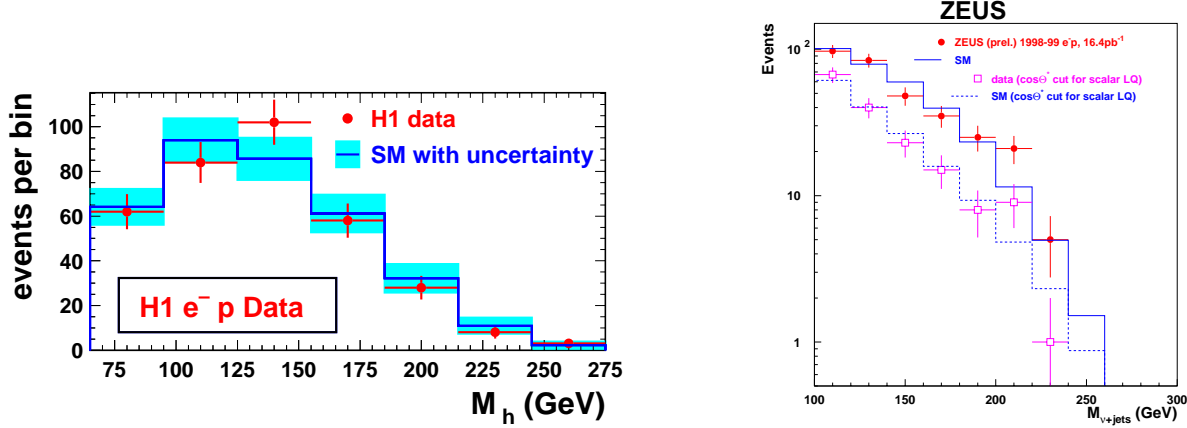 events per bin
100
80
60
40
20
0
H1 data
SM with uncertainty
H1 e⁻ p Data
75 100 125 150 175 200 225 250 275
M_h (GeV)
ZEUS
Events
10²
10
1
ZEUS (prel.) 1998-99 e⁻p, 16.4pb⁻¹
SM
data (cosΘ* cut for scalar LQ)
SM (cosΘ* cut for scalar LQ)
100 150 200 250 300
M_ν+jets (GeV)